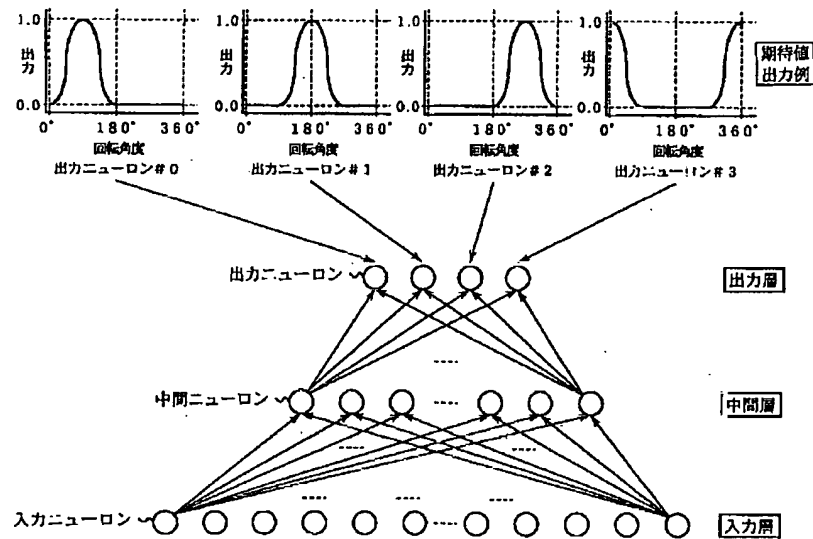 1.0
出力
0.0
0°
180°
360°
回転角度
出力ニューロン#0
1.0
出力
0.0
0°
180°
360°
回転角度
出力ニューロン#1
1.0
出力
0.0
0°
180°
360°
回転角度
出力ニューロン#2
1.0
出力
0.0
0°
180°
360°
回転角度
出力ニューロン#3
期待値
出力例
出力ニューロン
出力層
中間ニューロン
中間層
入力ニューロン
入力層